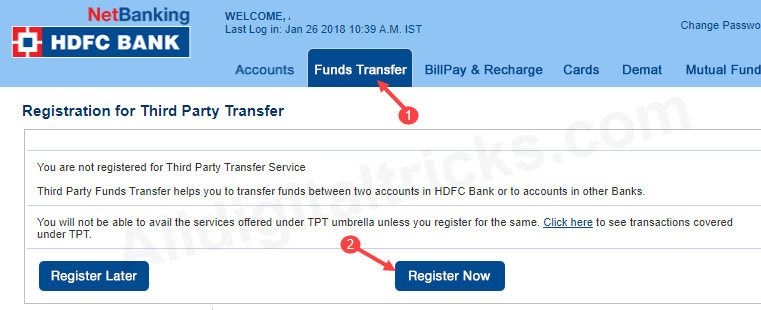 NetBanking
HDFC BANK
WELCOME, .
Last Log in: Jan 26 2018 10:39 A.M. IST
Change Passwo
Accounts Funds Transfer BillPay & Recharge Cards Demat Mutual Fund
1
Registration for Third Party Transfer
You are not registered for Third Party Transfer Service
Third Party Funds Transfer helps you to transfer funds between two accounts in HDFC Bank or to accounts in other Banks.
You will not be able to avail the services offered under TPT umbrella unless you register for the same. Click here to see transactions covered
under TPT.
2
Register Later Register Now
Alldigitaltricks.com